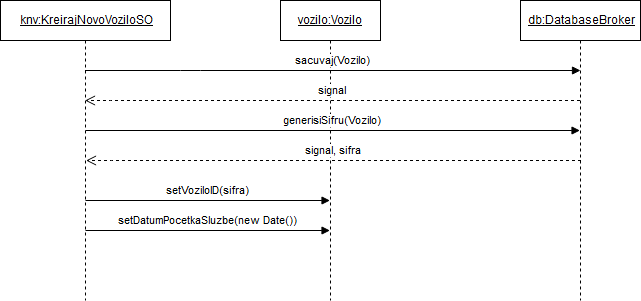 knv:KreirajNovoVoziloSO
vozilo:Vozilo
db:DatabaseBroker
sacuvaj(Vozilo)
signal
generisiSifru(Vozilo)
signal, sifra
setVoziloID(sifra)
setDatumPocetkaSluzbe(new Date())